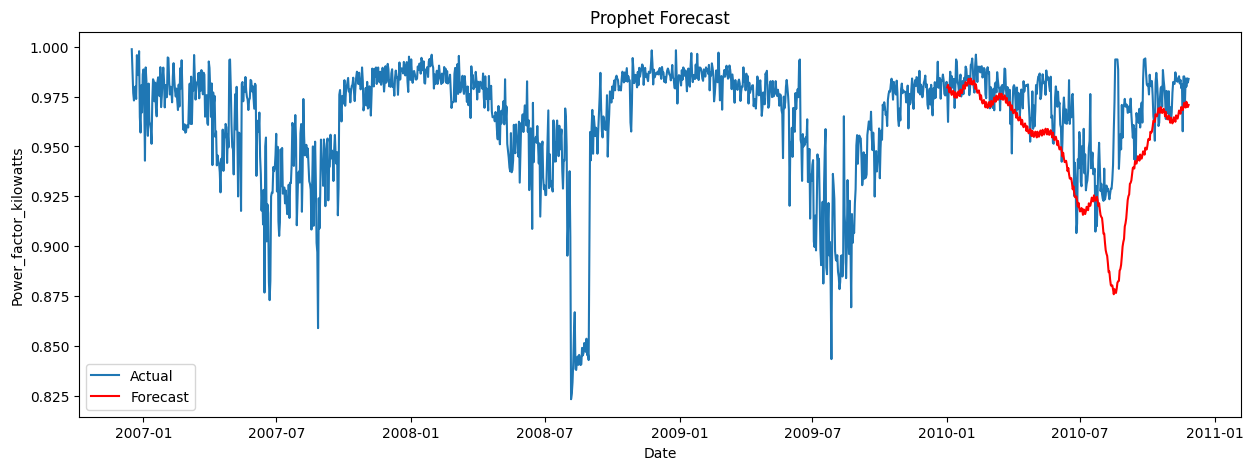 Prophet Forecast
Power_factor_kilowatts
1.000
0.975
0.950
0.925
0.900
0.875
0.850
0.825
Actual
Forecast
2007-01 2007-07 2008-01 2008-07 2009-01 2009-07 2010-01 2010-07 2011-01
Date